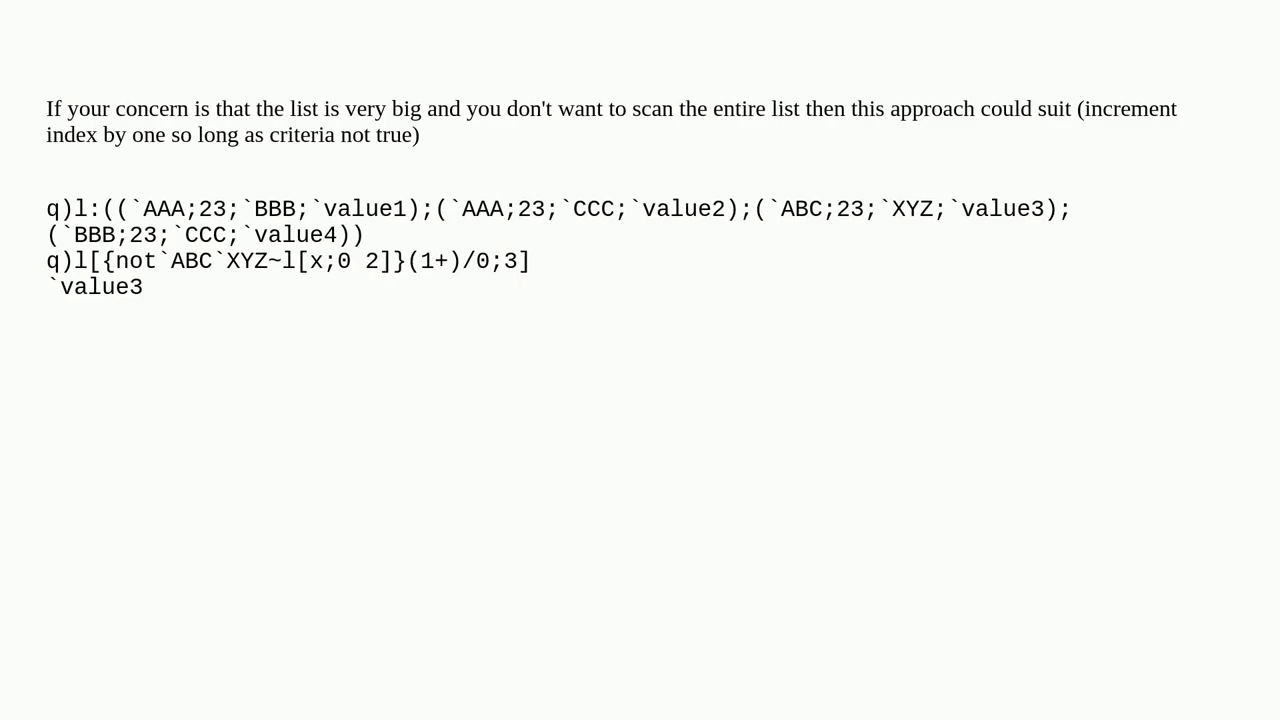 If your concern is that the list is very big and you don't want to scan the entire list then this approach could suit (increment
index by one so long as criteria not true)
q)l:((`AAA;23;`BBB;`value1);(`AAA;23;`CCC;`value2);(`ABC;23;`XYZ;`value3);
(`BBB;23;`CCC;`value4))
q)l[{not`ABC`XYZ~l[x;0 2]}(1+)/0;3]
`value3